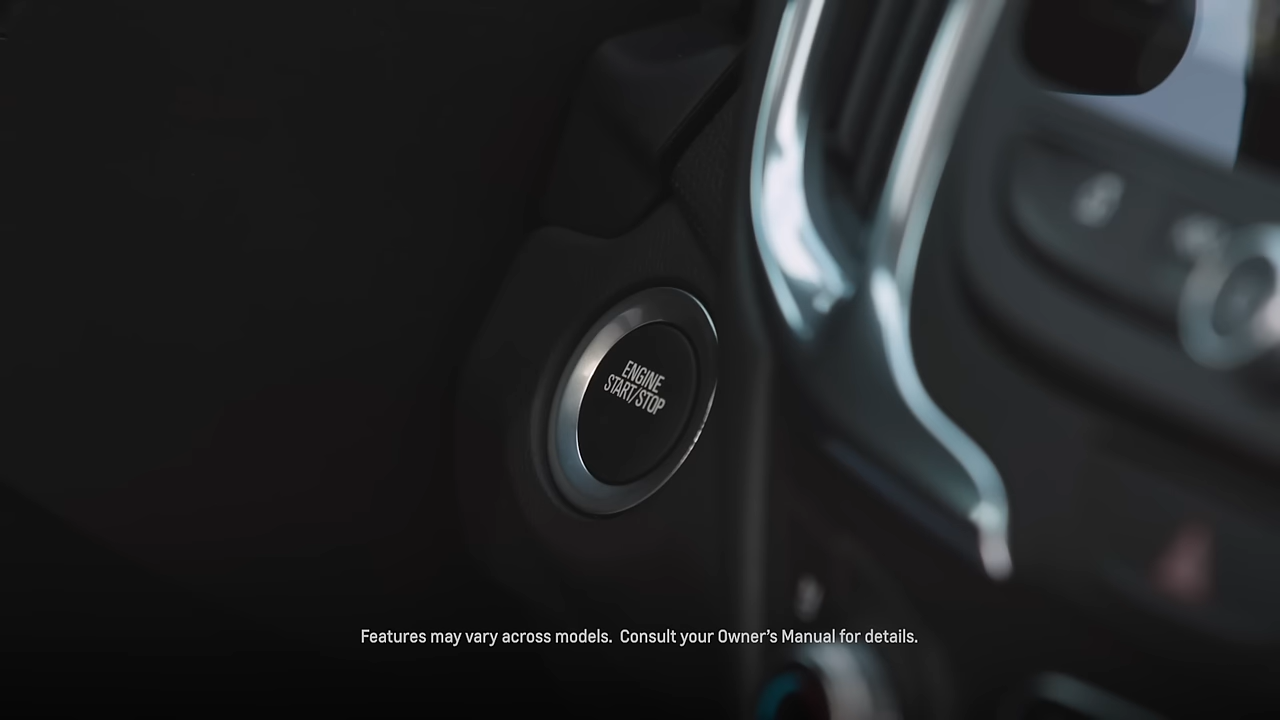 ENGINE
START/STOP
Features may vary across models.  Consult your Owner's Manual for details.